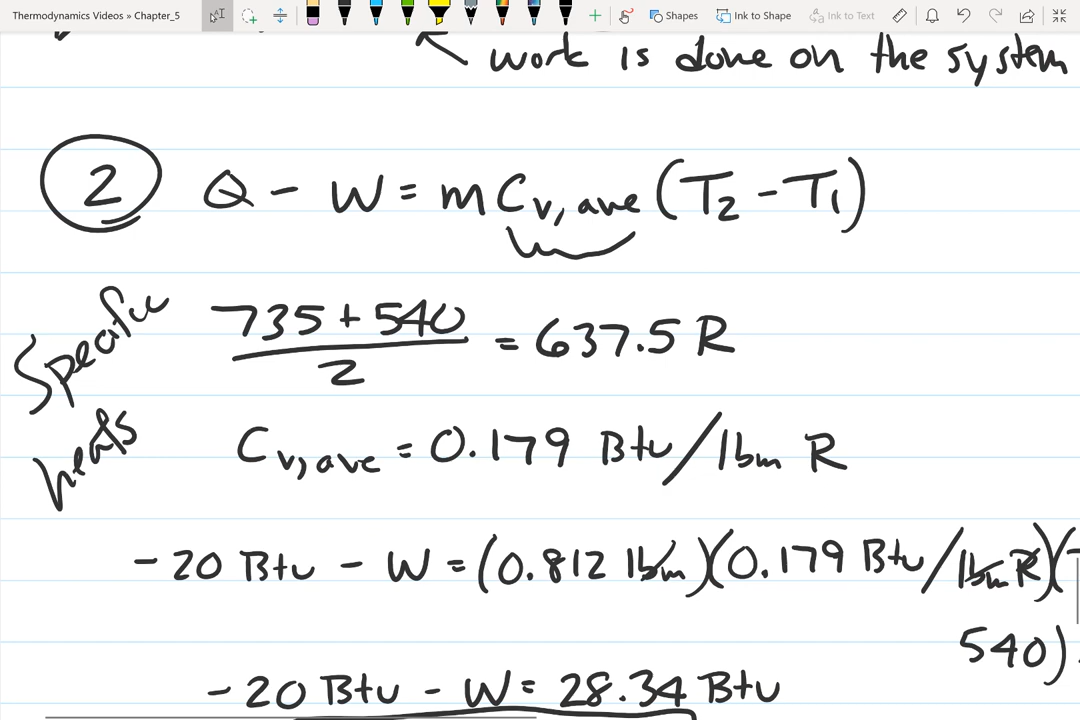 Thermodynamics Videos » Chapter_5
Shapes
Ink to Shape
Ink to Text
work is done on the system
2 Q - W = m Cv, ave (T2 - T1)
Specific heats
735 + 540
2
= 637.5 R
Cv, ave = 0.179 Btu/lbm R
-20 Btu - W = (0.812 lbm)(0.179 Btu/lbm R)(
540)
-20 Btu - W = 28.34 Btu